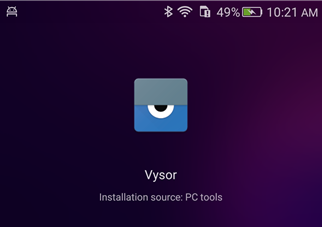 49% 10:21 AM
Vysor
Installation source: PC tools